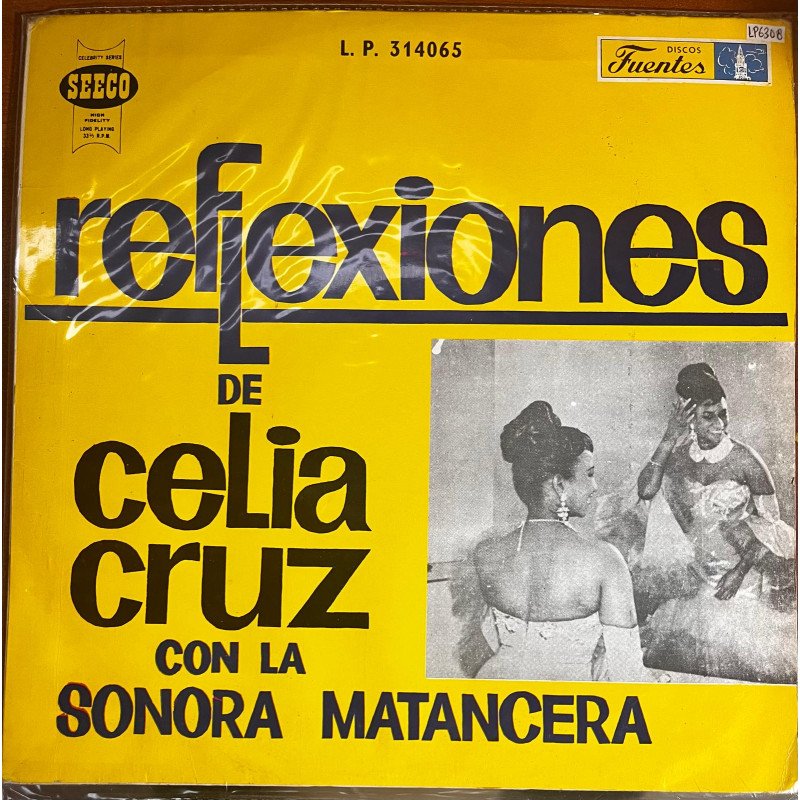 L. P. 314065
LP630B
CELEBRITY SERIES
SEECO
HIGH
FIDELITY
LONG PLAYING
33⅓ R.P.M.
DISCOS
Fuentes
reflexiones
DE
celia
cruz
CON LA
SONORA MATANCERA